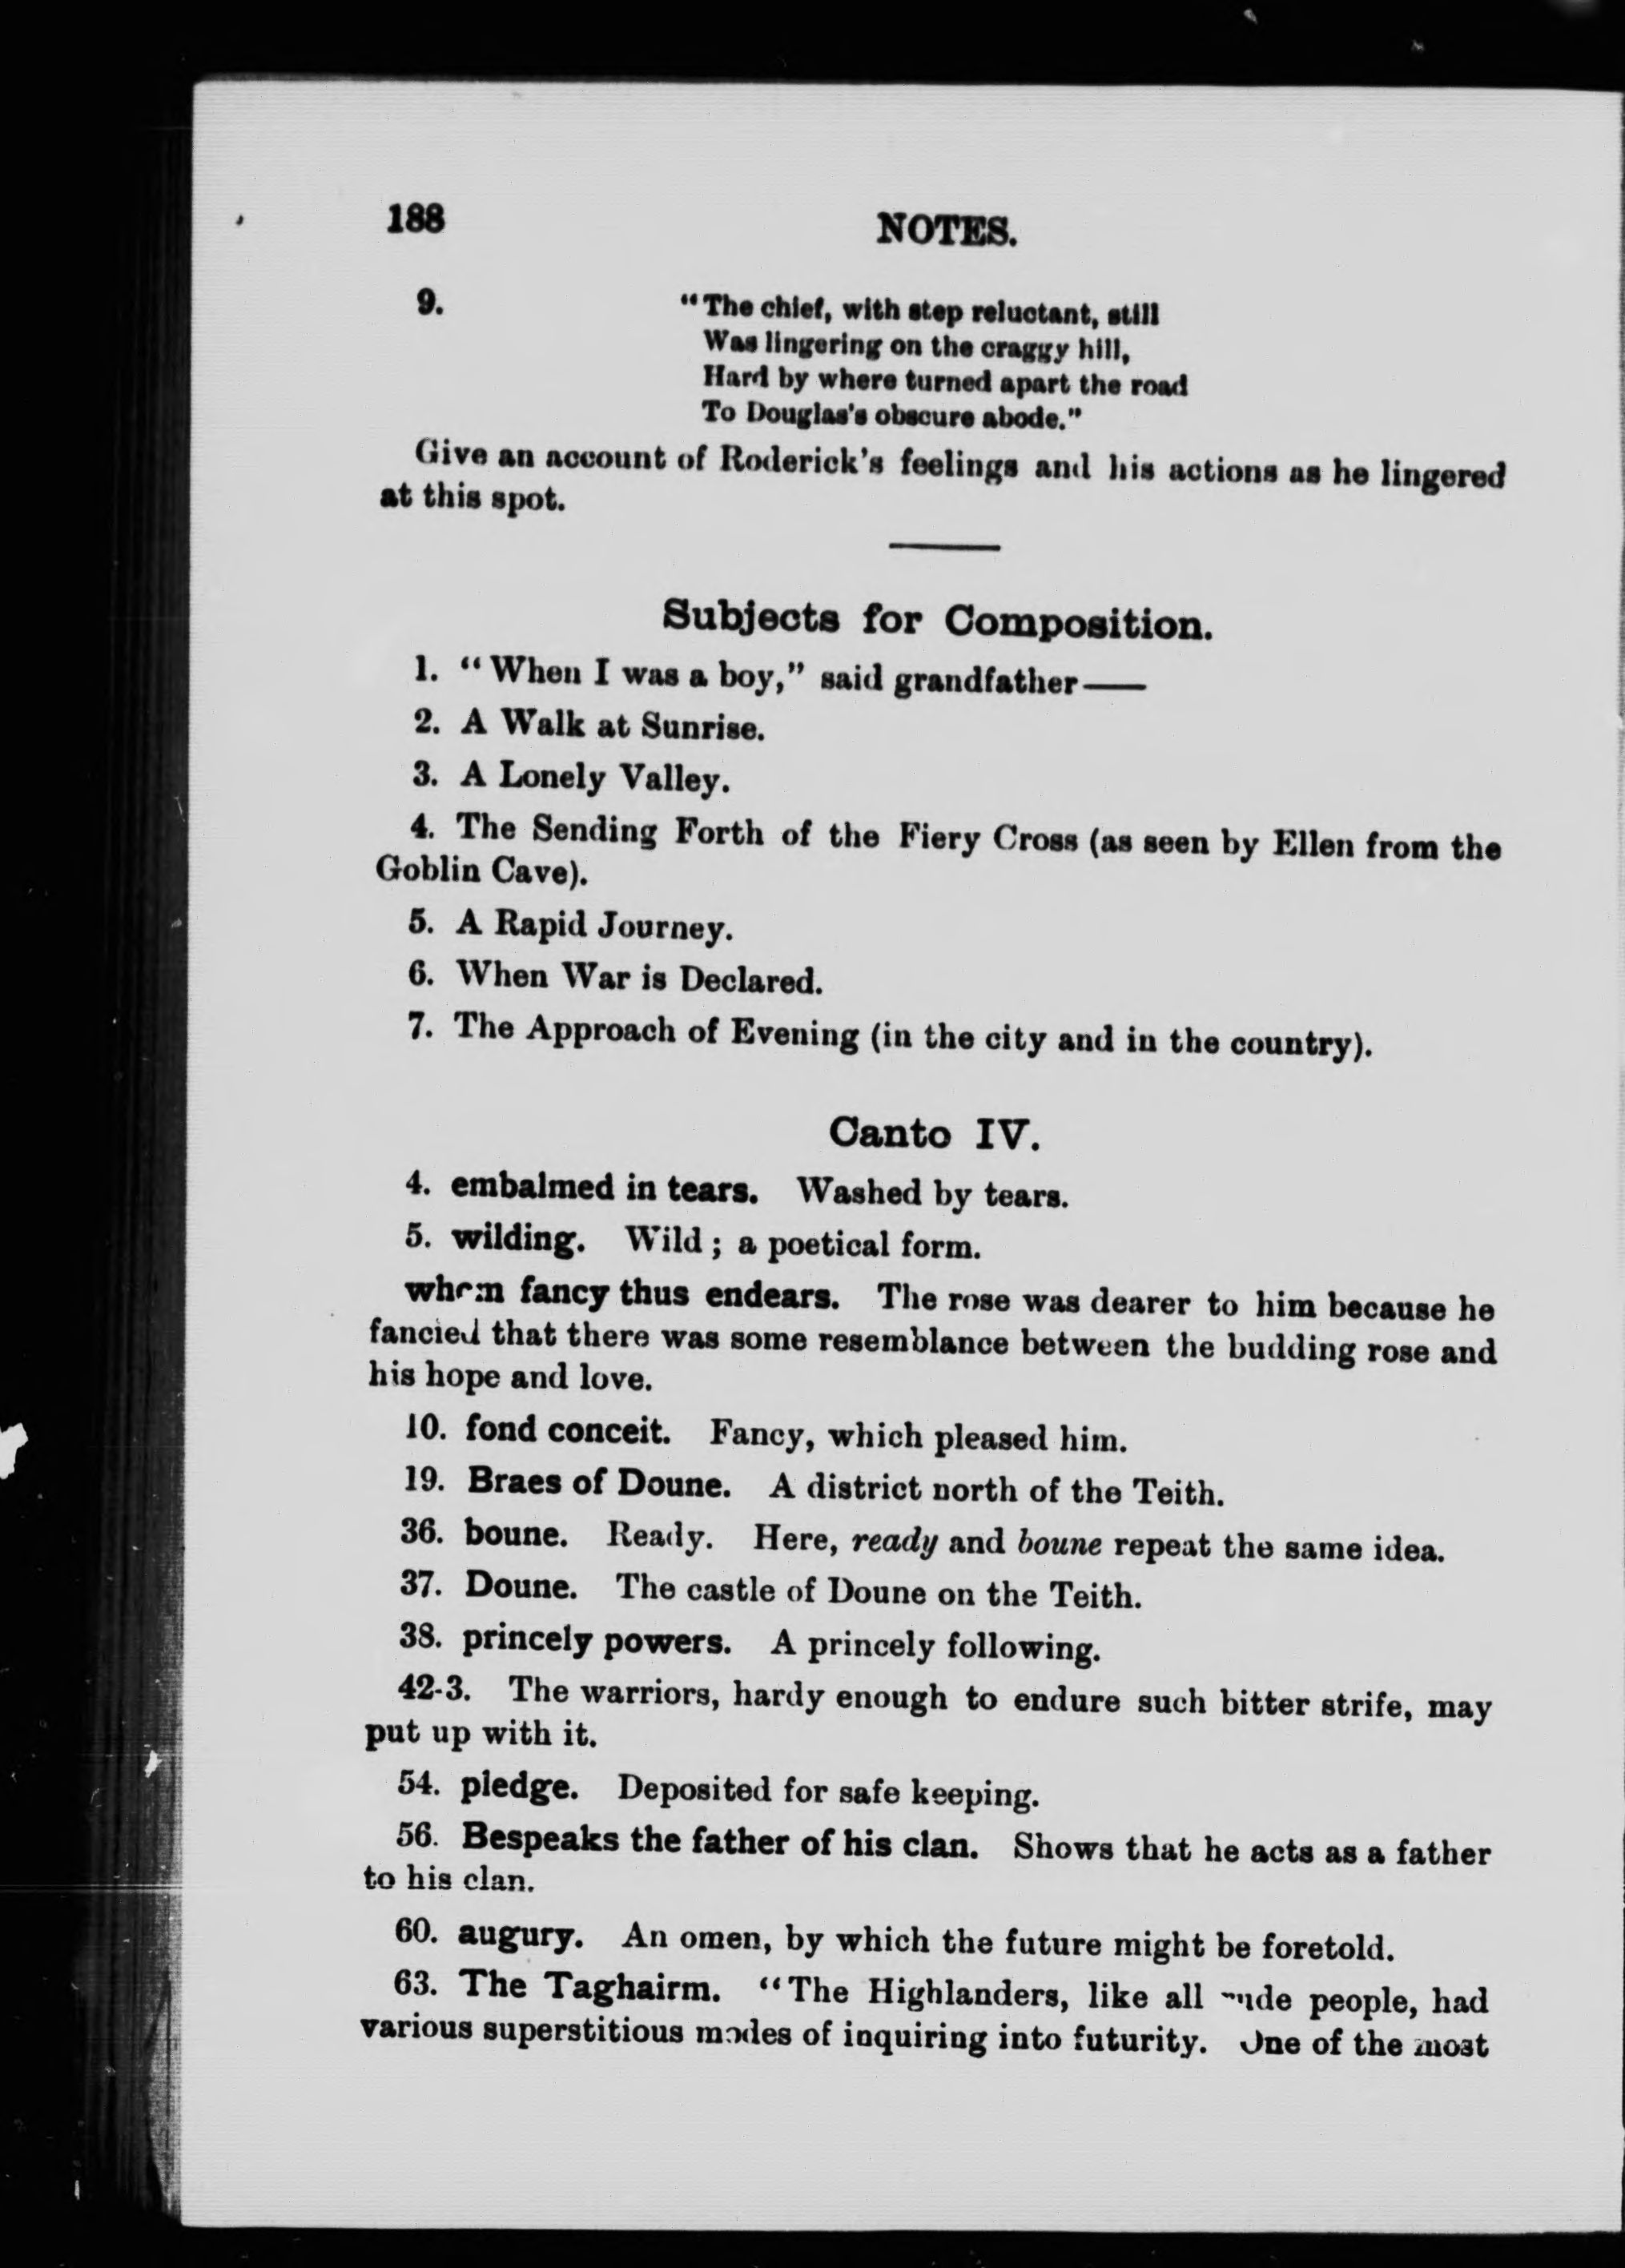 188
NOTES.
9.
"The chief, with step reluctant, still
Was lingering on the craggy hill,
Hard by where turned apart the road
To Douglas's obscure abode."
Give an account of Roderick's feelings and his actions as he lingered
at this spot.
Subjects for Composition.
1. "When I was a boy," said grandfather——
2. A Walk at Sunrise.
3. A Lonely Valley.
4. The Sending Forth of the Fiery Cross (as seen by Ellen from the
Goblin Cave).
5. A Rapid Journey.
6. When War is Declared.
7. The Approach of Evening (in the city and in the country).
Canto IV.
4. embalmed in tears. Washed by tears.
5. wilding. Wild; a poetical form.
whom fancy thus endears. The rose was dearer to him because he
fancied that there was some resemblance between the budding rose and
his hope and love.
10. fond conceit. Fancy, which pleased him.
19. Braes of Doune. A district north of the Teith.
36. boune. Ready. Here, ready and boune repeat the same idea.
37. Doune. The castle of Doune on the Teith.
38. princely powers. A princely following.
42-3. The warriors, hardy enough to endure such bitter strife, may
put up with it.
54. pledge. Deposited for safe keeping.
56. Bespeaks the father of his clan. Shows that he acts as a father
to his clan.
60. augury. An omen, by which the future might be foretold.
63. The Taghairm. "The Highlanders, like all rude people, had
various superstitious modes of inquiring into futurity. One of the most